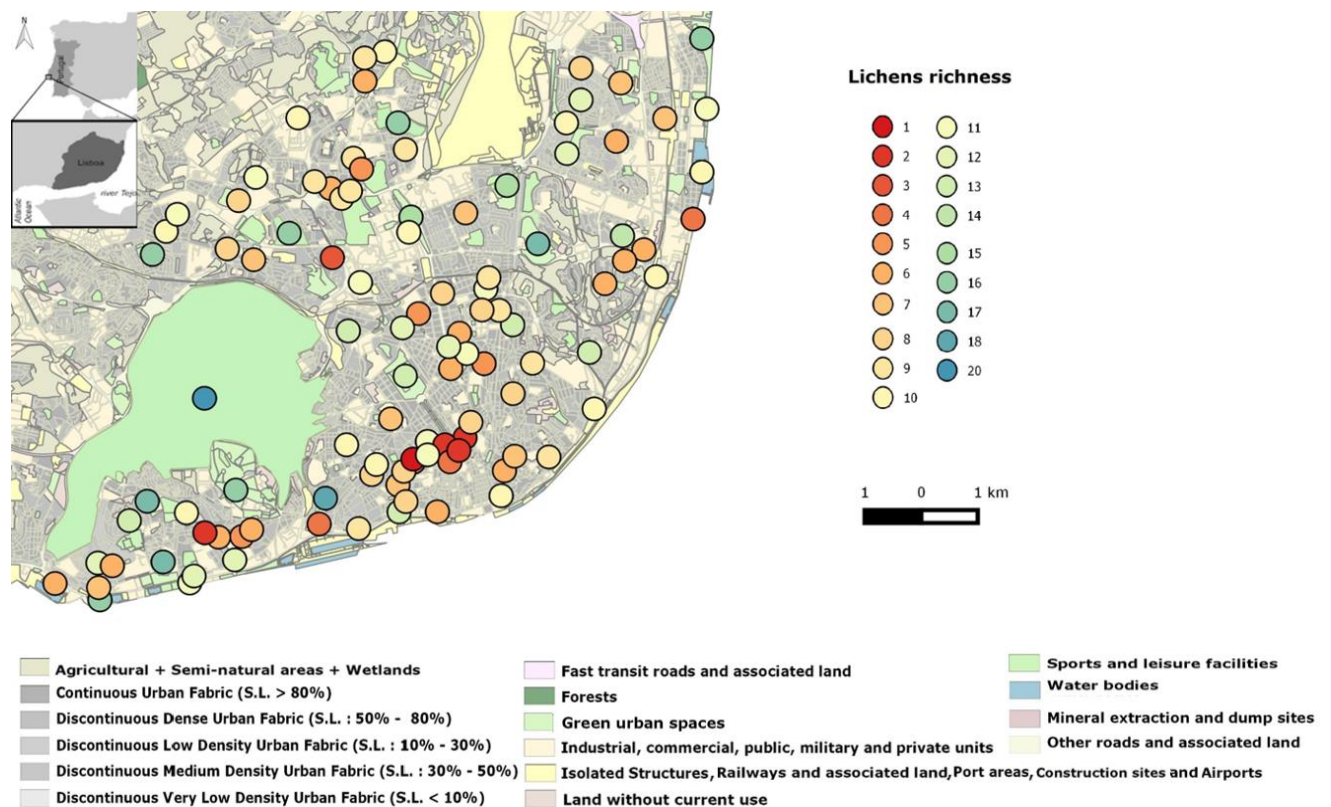 N
Portugal
Lisboa
river Tejo
Atlantic
Ocean
Lichens richness
1
2
3
4
5
6
7
8
9
10
11
12
13
14
15
16
17
18
20
1 0 1 km
Agricultural + Semi-natural areas + Wetlands
Continuous Urban Fabric (S.L. > 80%)
Discontinuous Dense Urban Fabric (S.L. : 50% - 80%)
Discontinuous Low Density Urban Fabric (S.L. : 10% - 30%)
Discontinuous Medium Density Urban Fabric (S.L. : 30% - 50%)
Discontinuous Very Low Density Urban Fabric (S.L. < 10%)
Fast transit roads and associated land
Forests
Green urban spaces
Industrial, commercial, public, military and private units
Isolated Structures, Railways and associated land, Port areas, Construction sites and Airports
Land without current use
Sports and leisure facilities
Water bodies
Mineral extraction and dump sites
Other roads and associated land